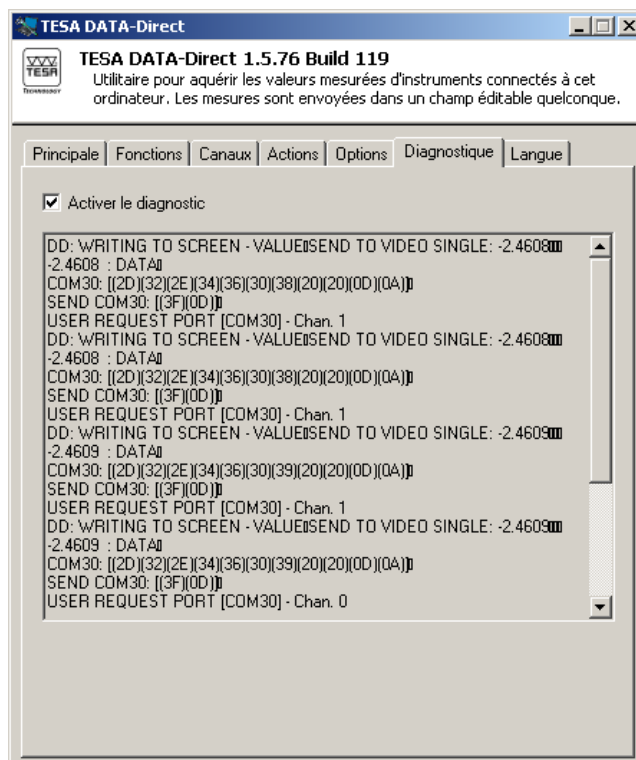 TESA DATA-Direct
TESA
TECHNOLOGY
TESA DATA-Direct 1.5.76 Build 119
Utilitaire pour aquérir les valeurs mesurées d'instruments connectés à cet
ordinateur. Les mesures sont envoyées dans un champ éditable quelconque.
Principale Fonctions Canaux Actions Options Diagnostique Langue
Activer le diagnostic
DD: WRITING TO SCREEN - VALUE▯SEND TO VIDEO SINGLE: -2.4608▯▯▯
-2.4608 : DATA▯
COM30: [(2D)(32)(2E)(34)(36)(30)(38)(20)(20)(0D)(0A)]▯
SEND COM30: [(3F)(0D)]▯
USER REQUEST PORT [COM30] - Chan. 1
DD: WRITING TO SCREEN - VALUE▯SEND TO VIDEO SINGLE: -2.4608▯▯▯
-2.4608 : DATA▯
COM30: [(2D)(32)(2E)(34)(36)(30)(38)(20)(20)(0D)(0A)]▯
SEND COM30: [(3F)(0D)]▯
USER REQUEST PORT [COM30] - Chan. 1
DD: WRITING TO SCREEN - VALUE▯SEND TO VIDEO SINGLE: -2.4609▯▯▯
-2.4609 : DATA▯
COM30: [(2D)(32)(2E)(34)(36)(30)(39)(20)(20)(0D)(0A)]▯
SEND COM30: [(3F)(0D)]▯
USER REQUEST PORT [COM30] - Chan. 1
DD: WRITING TO SCREEN - VALUE▯SEND TO VIDEO SINGLE: -2.4609▯▯▯
-2.4609 : DATA▯
COM30: [(2D)(32)(2E)(34)(36)(30)(39)(20)(20)(0D)(0A)]▯
SEND COM30: [(3F)(0D)]▯
USER REQUEST PORT [COM30] - Chan. 0